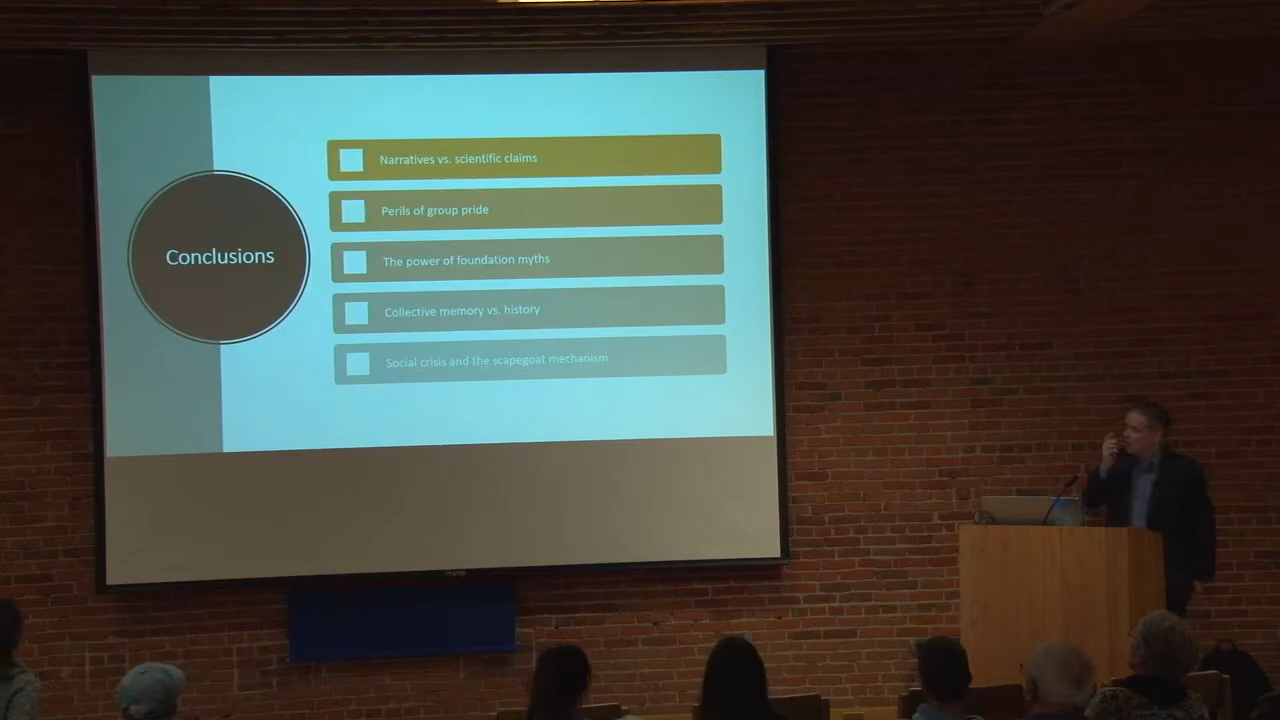 Conclusions
Narratives vs. scientific claims
Perils of group pride
The power of foundation myths
Collective memory vs. history
Social crisis and the scapegoat mechanism